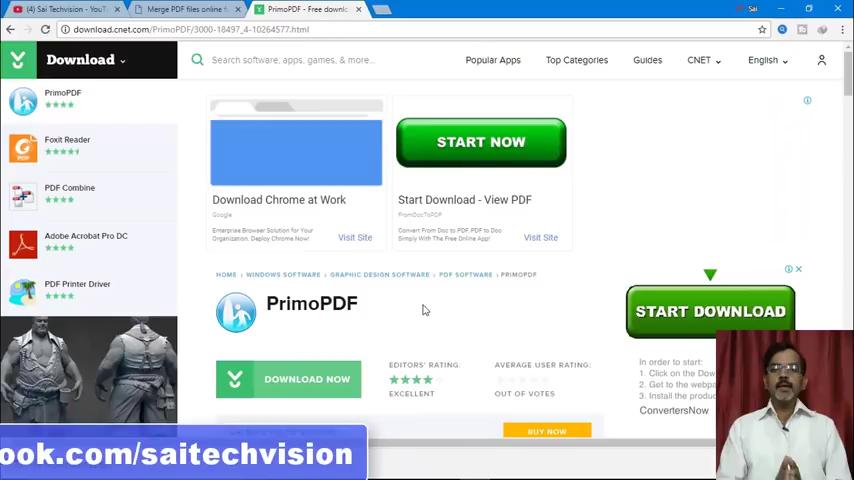 (4) Sai Techvision - YouT
Merge PDF files online f
PrimoPDF - Free downlo
Sai
download.cnet.com/PrimoPDF/3000-18497_4-10264577.html
Download
Search software, apps, games, & more...
Popular Apps
Top Categories
Guides
CNET
English
PrimoPDF
Foxit Reader
PDF Combine
Adobe Acrobat Pro DC
PDF Printer Driver
Download Chrome at Work
Google
Enterprise Browser Solution for Your
Organization. Deploy Chrome Now!
Visit Site
START NOW
Start Download - View PDF
FromDocToPDF
Convert From Doc to PDF, PDF to Doc
Simply With The Free Online App!
Visit Site
HOME › WINDOWS SOFTWARE › GRAPHIC DESIGN SOFTWARE › PDF SOFTWARE › PRIMOPDF
PrimoPDF
DOWNLOAD NOW
EDITORS' RATING:
EXCELLENT
AVERAGE USER RATING:
OUT OF VOTES
BUY NOW
START DOWNLOAD
In order to start:
1. Click on the Dow
2. Get to the webpa
3. Install the produc
ConvertersNow
ook.com/saitechvision